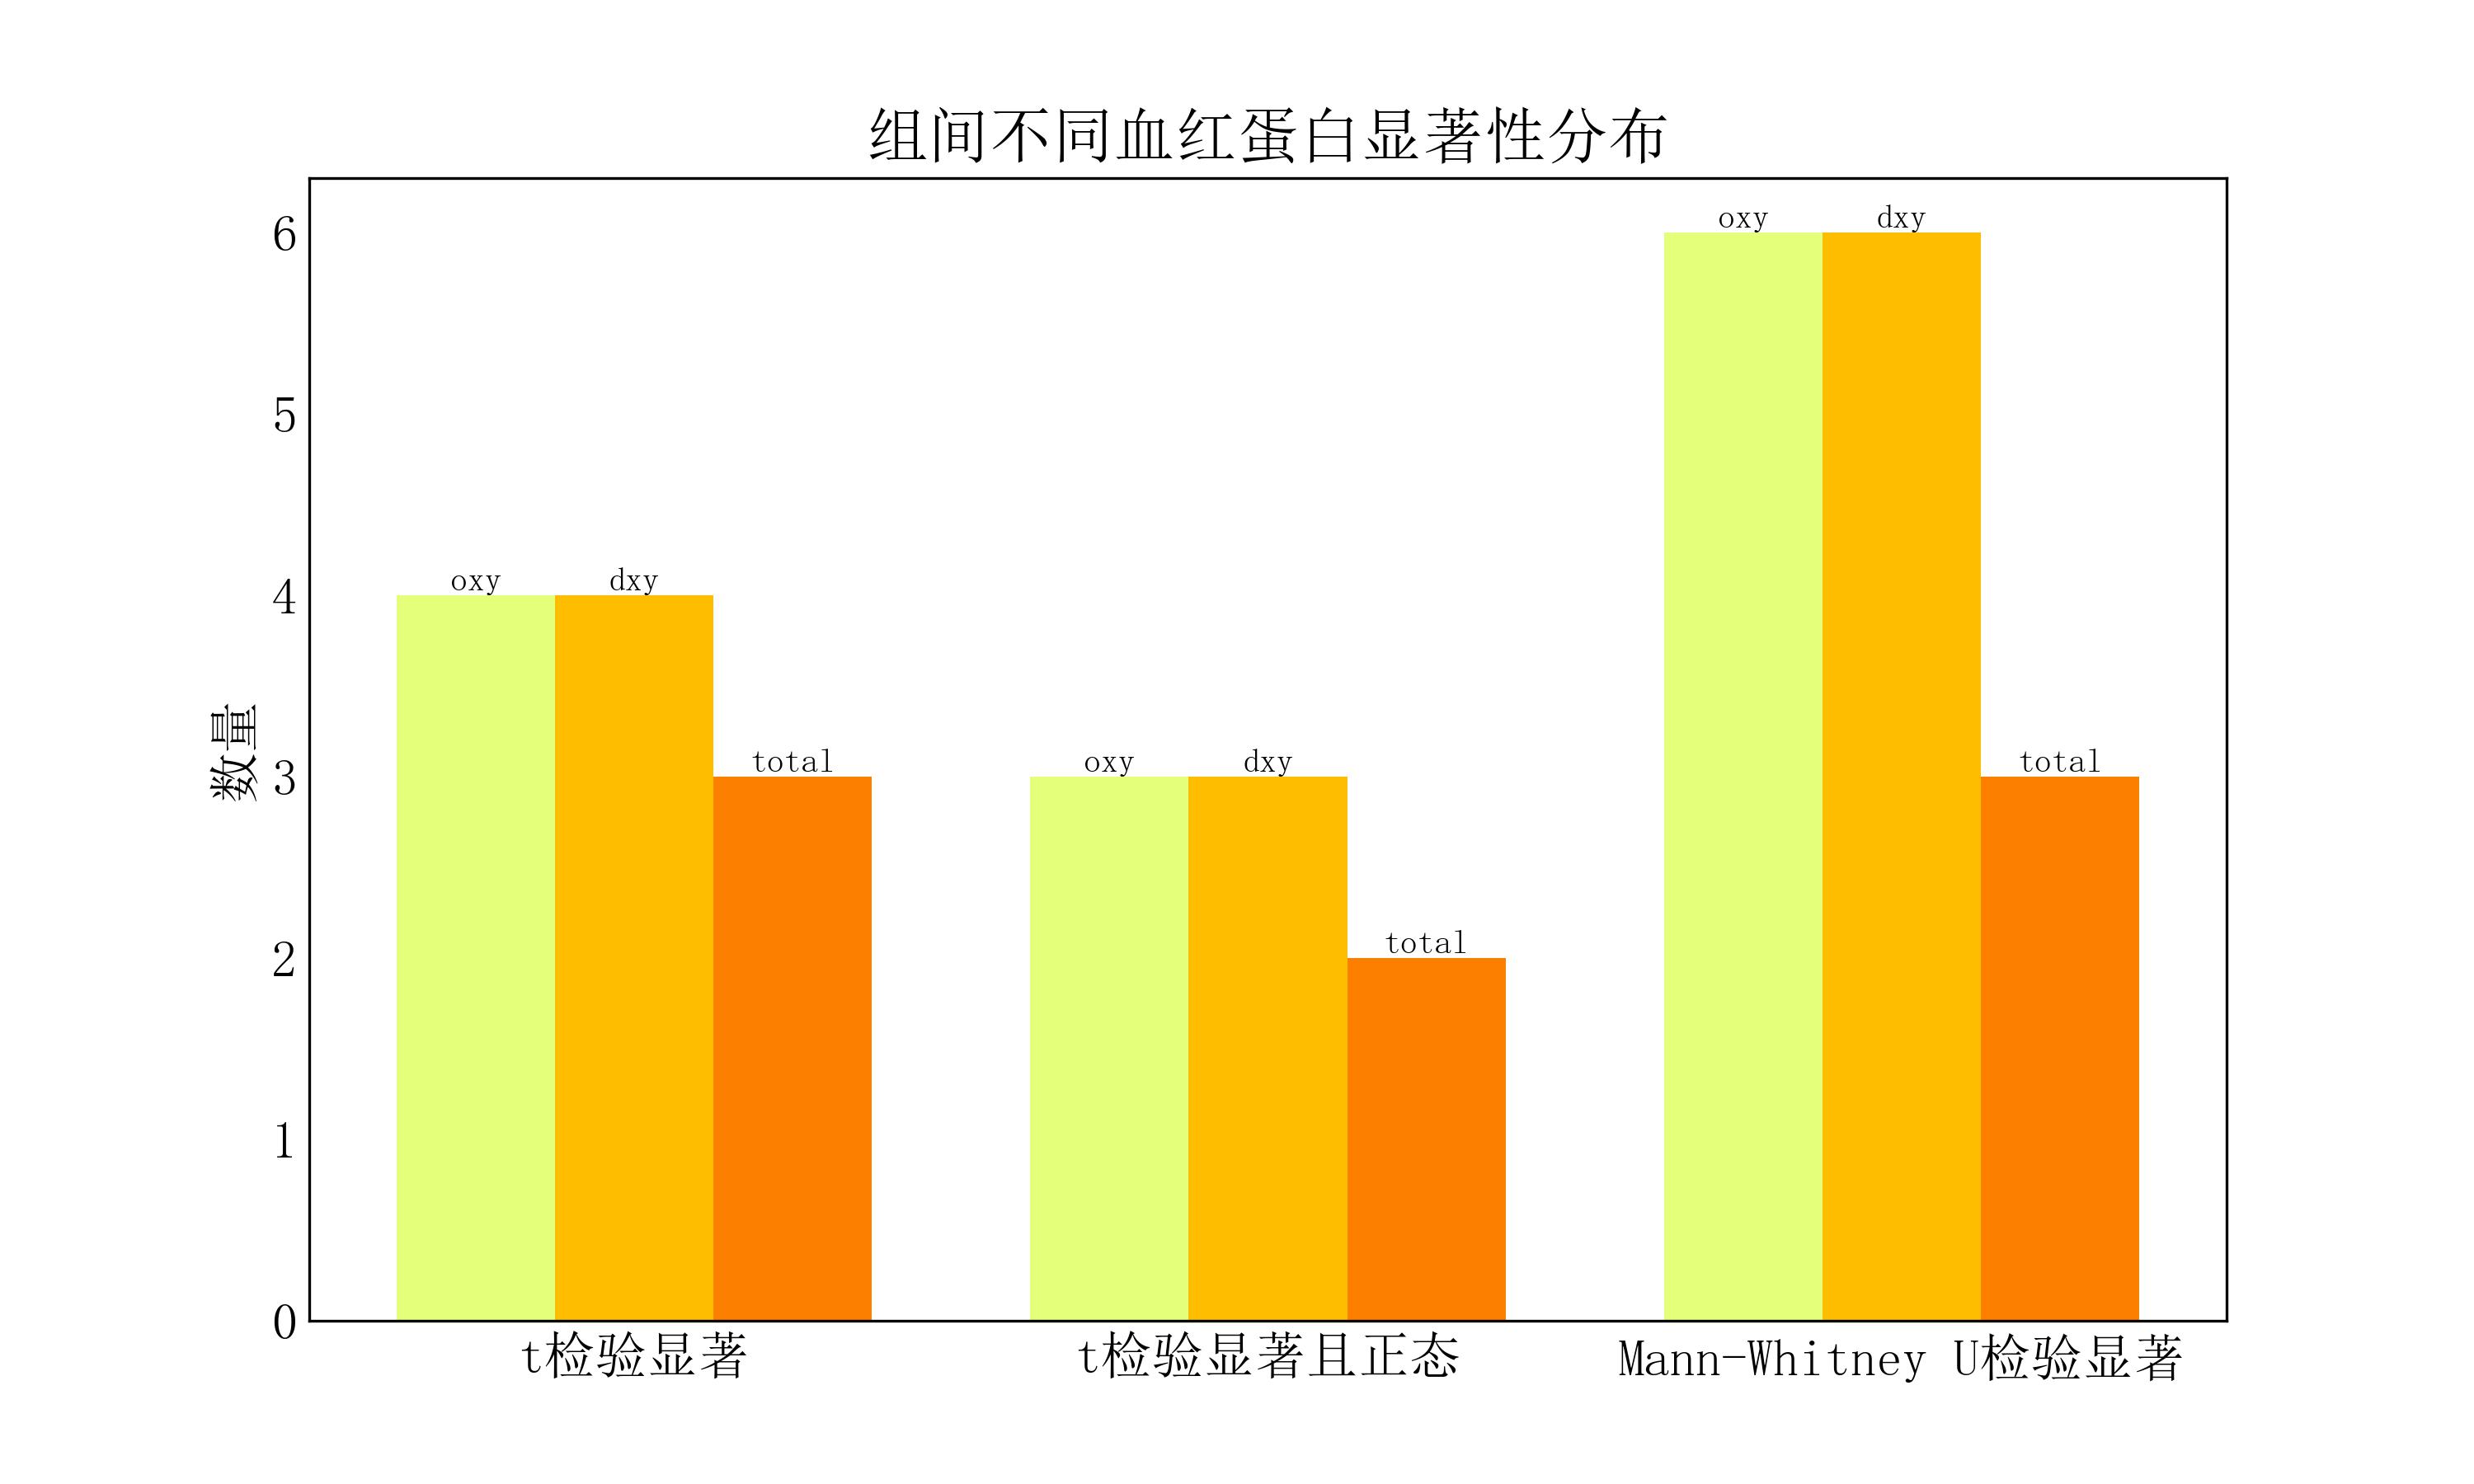 组间不同血红蛋白显著性分布
数量
6
5
4
3
2
1
0
oxy
dxy
total
oxy
dxy
total
oxy
dxy
total
t检验显著
t检验显著且正态
Mann-Whitney U检验显著